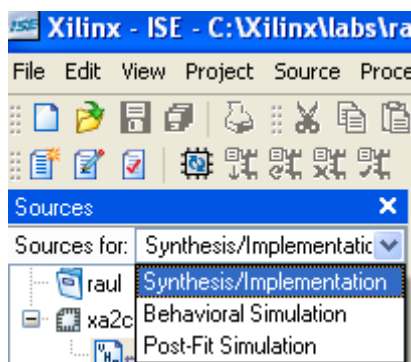 ISE Xilinx - ISE - C:\Xilinx\labs\ra
File Edit View Project Source Proce
Sources
Sources for: Synthesis/Implementatic
raul Synthesis/Implementation
xa2c Behavioral Simulation
Post-Fit Simulation